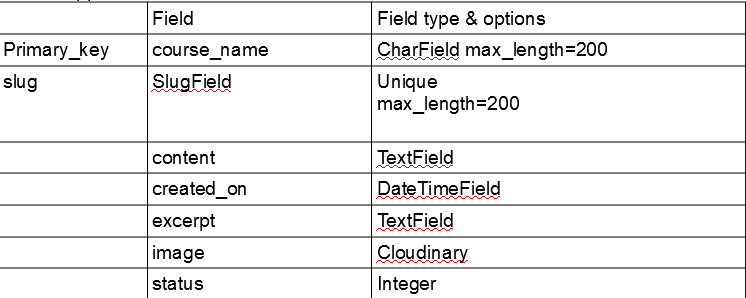 Field Field type & options
Primary_key course_name CharField max_length=200
slug SlugField Unique
max_length=200
content TextField
created_on DateTimeField
excerpt TextField
image Cloudinary
status Integer